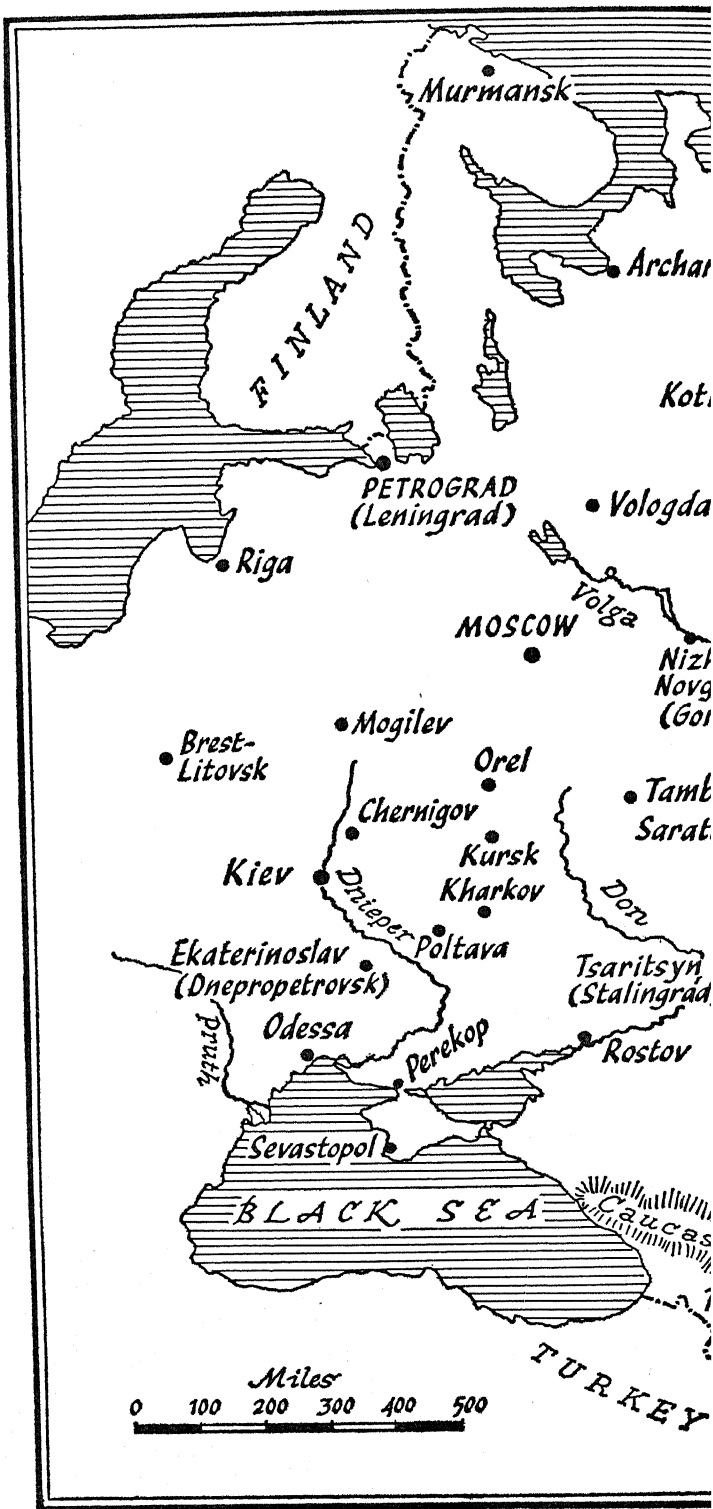 Murmansk
FINLAND
Archan
Kotl
PETROGRAD
(Leningrad)
Vologda
Riga
Volga
MOSCOW
Nizh
Novg
(Gor
Mogilev
Brest-
Litovsk
Orel
Chernigov
Tamb
Sarat
Kursk
Kiev
Dnieper
Kharkov
Don
Poltava
Ekaterinoslav
(Dnepropetrovsk)
Tsaritsyn
(Stalingrad)
Pruth
Odessa
Perekop
Rostov
Sevastopol
BLACK SEA
Caucas
TURKEY
Miles
0 100 200 300 400 500